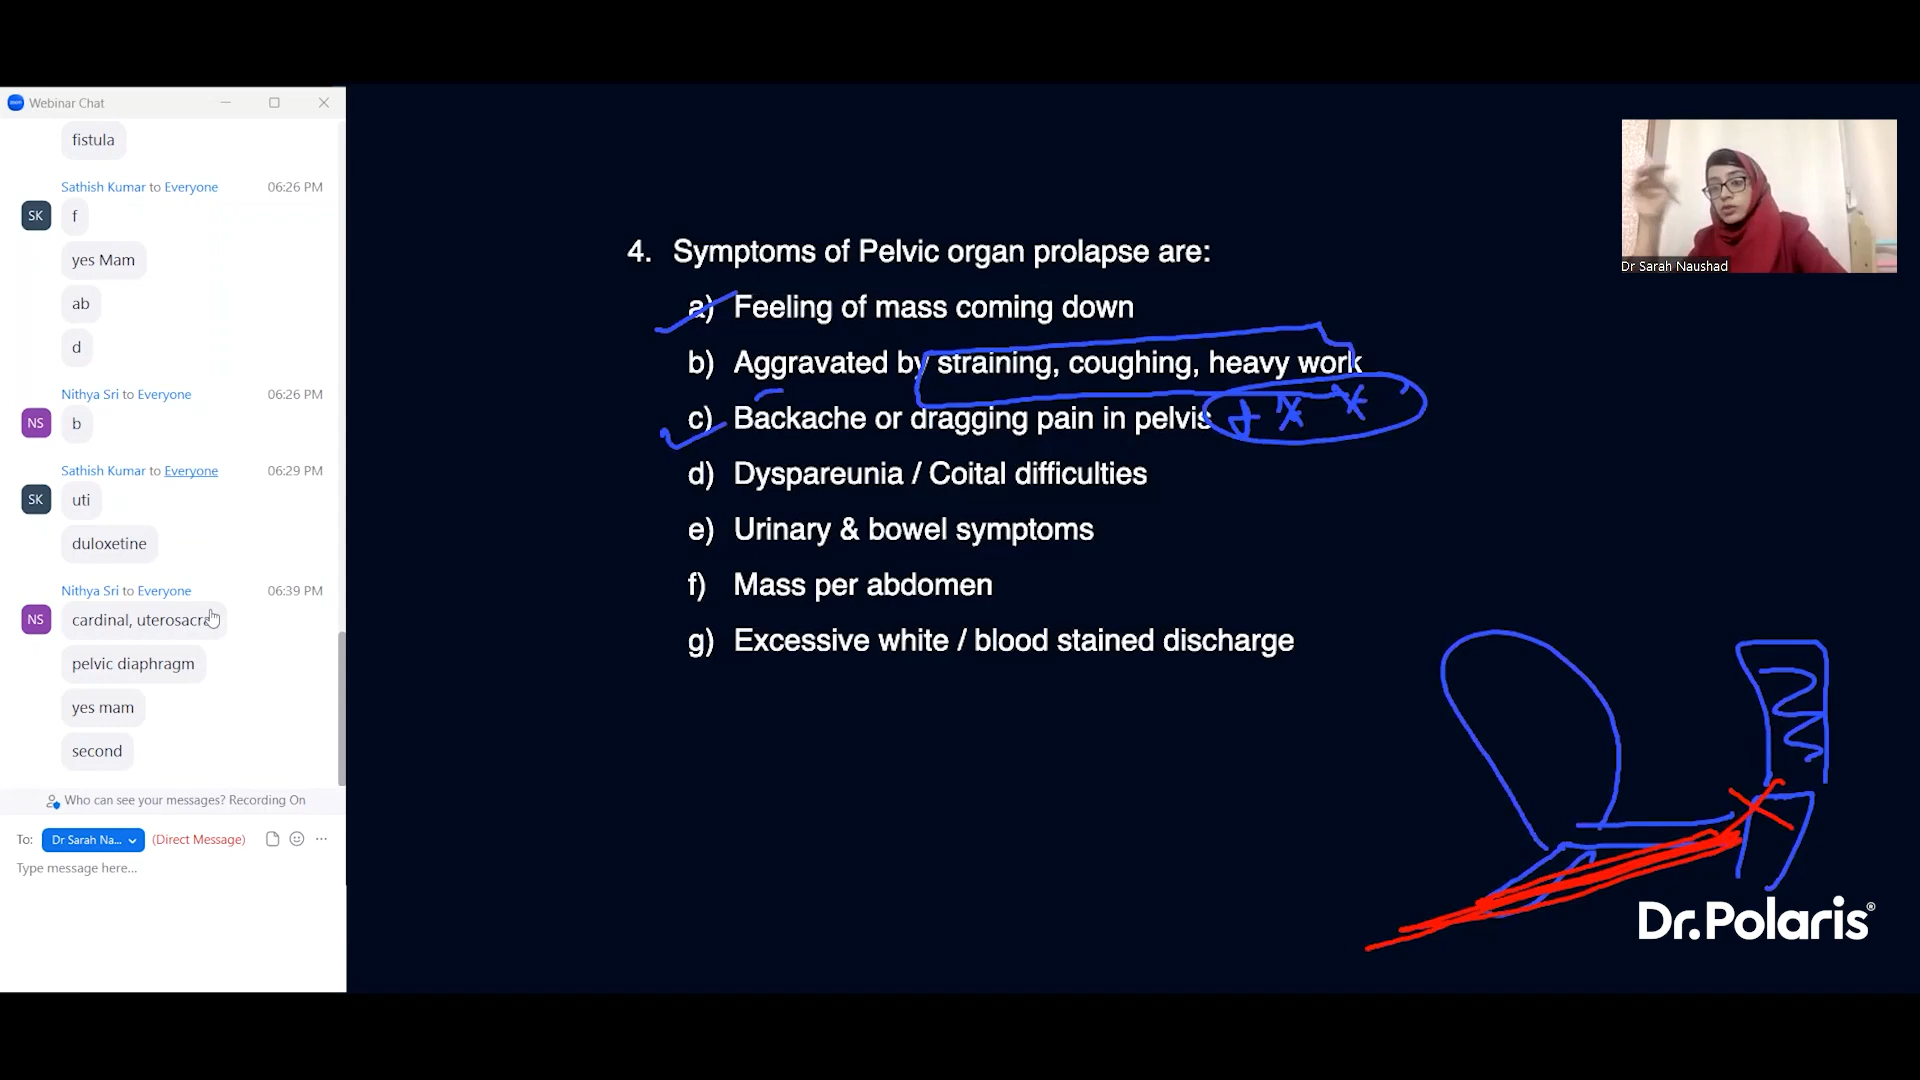 Webinar Chat
fistula
Sathish Kumar to Everyone 06:26 PM
SK
f
yes Mam
ab
d
Nithya Sri to Everyone 06:26 PM
NS
b
Sathish Kumar to Everyone 06:29 PM
SK
uti
duloxetine
Nithya Sri to Everyone 06:39 PM
NS
cardinal, uterosacra
pelvic diaphragm
yes mam
second
Who can see your messages? Recording On
To: Dr Sarah Na... (Direct Message)
Type message here...
4. Symptoms of Pelvic organ prolapse are:
a) Feeling of mass coming down
b) Aggravated by straining, coughing, heavy work
c) Backache or dragging pain in pelvis
d) Dyspareunia / Coital difficulties
e) Urinary & bowel symptoms
f) Mass per abdomen
g) Excessive white / blood stained discharge
Dr Sarah Naushad
Dr.Polaris®